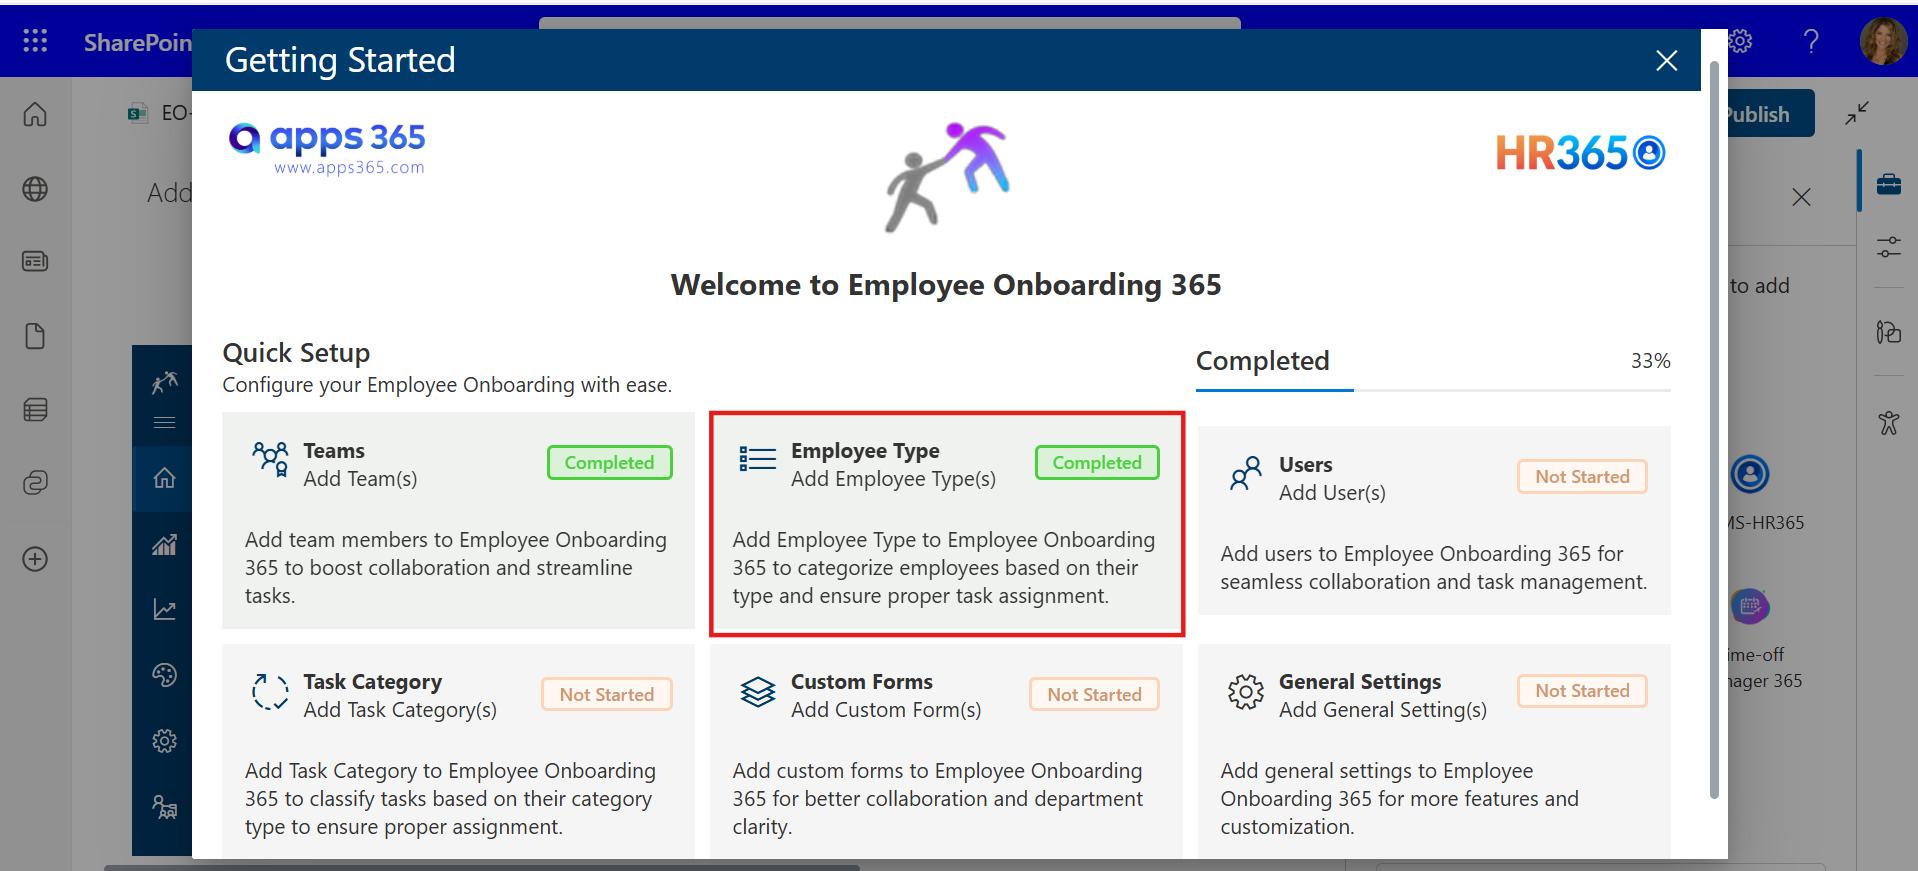 SharePoin
Getting Started
EO-
Publish
Add
apps 365
www.apps365.com
HR365
Welcome to Employee Onboarding 365
to add
Quick Setup
Configure your Employee Onboarding with ease.
Completed
33%
Teams
Add Team(s)
Completed
Add team members to Employee Onboarding
365 to boost collaboration and streamline
tasks.
Employee Type
Add Employee Type(s)
Completed
Add Employee Type to Employee Onboarding
365 to categorize employees based on their
type and ensure proper task assignment.
Users
Add User(s)
Not Started
Add users to Employee Onboarding 365 for
seamless collaboration and task management.
MS-HR365
ime-off
nager 365
Task Category
Add Task Category(s)
Not Started
Add Task Category to Employee Onboarding
365 to classify tasks based on their category
type to ensure proper assignment.
Custom Forms
Add Custom Form(s)
Not Started
Add custom forms to Employee Onboarding
365 for better collaboration and department
clarity.
General Settings
Add General Setting(s)
Not Started
Add general settings to Employee
Onboarding 365 for more features and
customization.